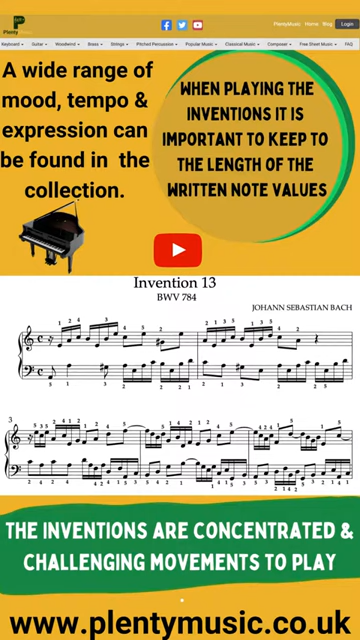 PlentyMusic
PlentyMusic Home Blog Login
Keyboard Guitar Woodwind Brass Strings Pitched Percussion Popular Music Classical Music Composer Free Sheet Music FAQ
A wide range of
mood, tempo &
expression can
be found in the
collection.
WHEN PLAYING THE
INVENTIONS IT IS
IMPORTANT TO KEEP TO
THE LENGTH OF THE
WRITTEN NOTE VALUES
Invention 13
BWV 784
JOHANN SEBASTIAN BACH
THE INVENTIONS ARE CONCENTRATED &
CHALLENGING MOVEMENTS TO PLAY
www.plentymusic.co.uk